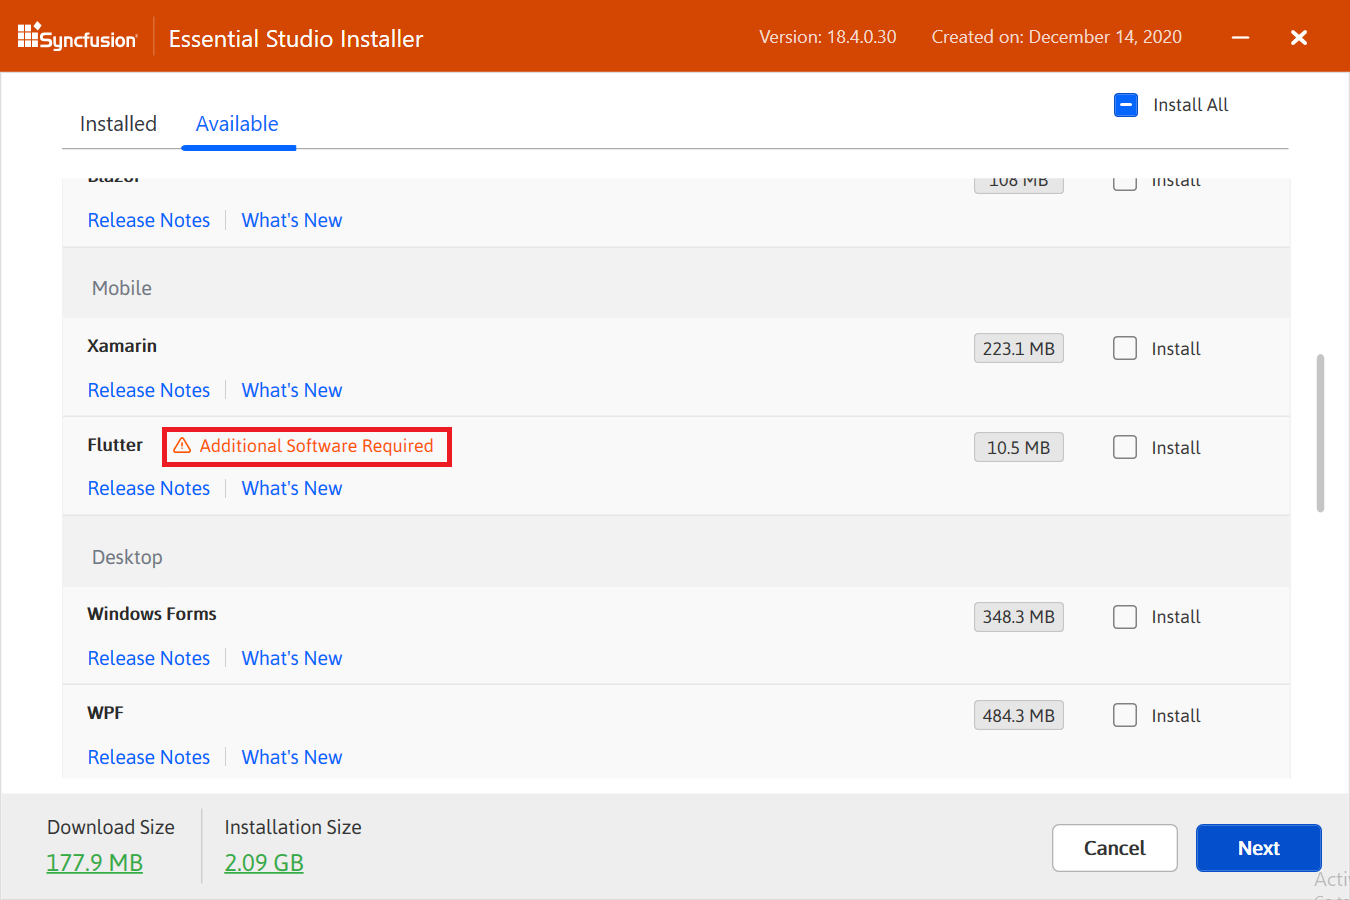 Syncfusion Essential Studio Installer Version: 18.4.0.30 Created on: December 14, 2020
Installed Available Install All
Blazor 108 MB Install
Release Notes What's New
Mobile
Xamarin 223.1 MB Install
Release Notes What's New
Flutter Additional Software Required 10.5 MB Install
Release Notes What's New
Desktop
Windows Forms 348.3 MB Install
Release Notes What's New
WPF 484.3 MB Install
Release Notes What's New
Download Size Installation Size
177.9 MB 2.09 GB
Cancel Next
Acti